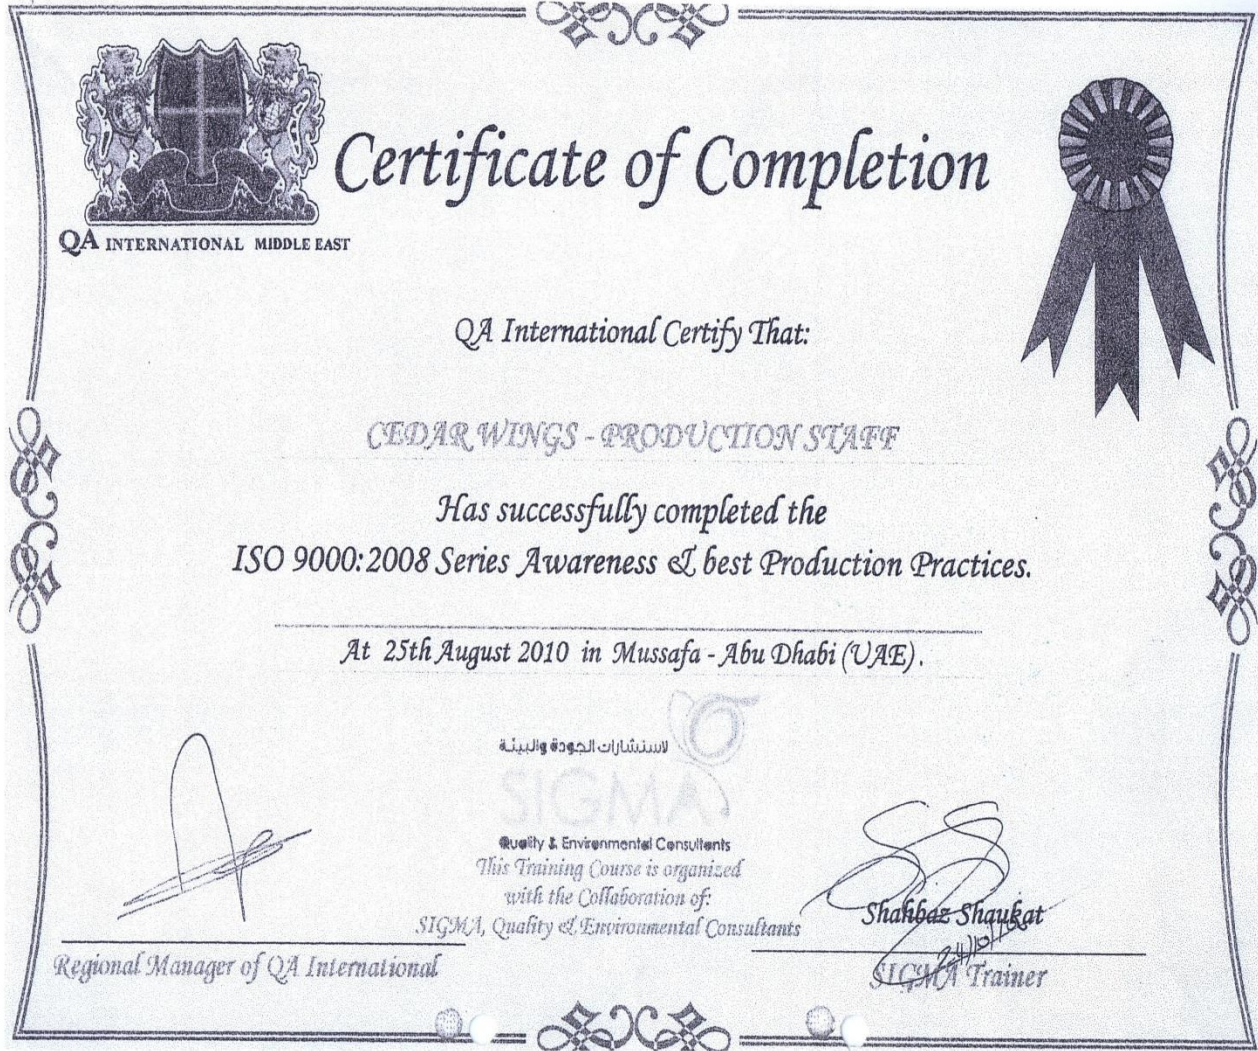 Certificate of Completion
QA INTERNATIONAL MIDDLE EAST
QA International Certify That:
CEDAR WINGS - PRODUCTION STAFF
Has successfully completed the
ISO 9000:2008 Series Awareness & best Production Practices.
At 25th August 2010 in Mussafa - Abu Dhabi (UAE).
لاستشارات الجودة والبيئة
SIGMA
Quality & Environmental Consultants
This Training Course is organized
with the Collaboration of:
SIGMA, Quality & Environmental Consultants
Shahbaz Shaukat
Regional Manager of QA International
SIGMA Trainer